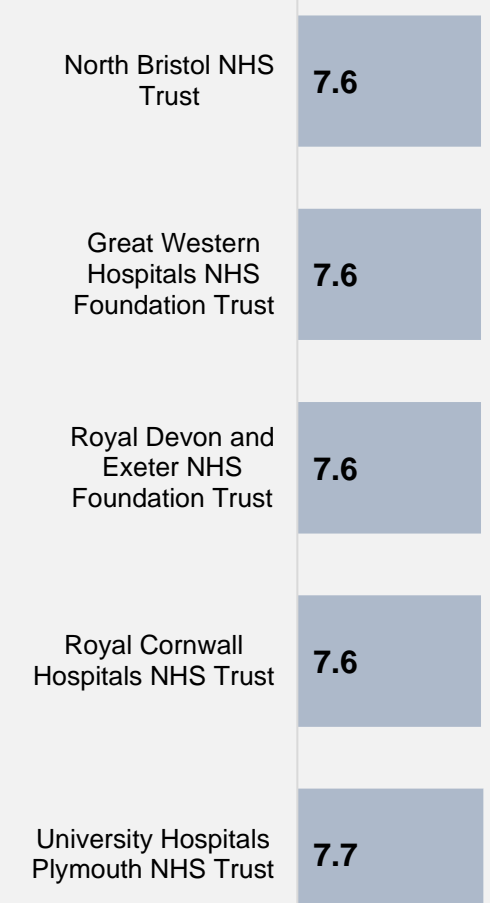 North Bristol NHS
Trust
7.6
Great Western
Hospitals NHS
Foundation Trust
7.6
Royal Devon and
Exeter NHS
Foundation Trust
7.6
Royal Cornwall
Hospitals NHS Trust
7.6
University Hospitals
Plymouth NHS Trust
7.7